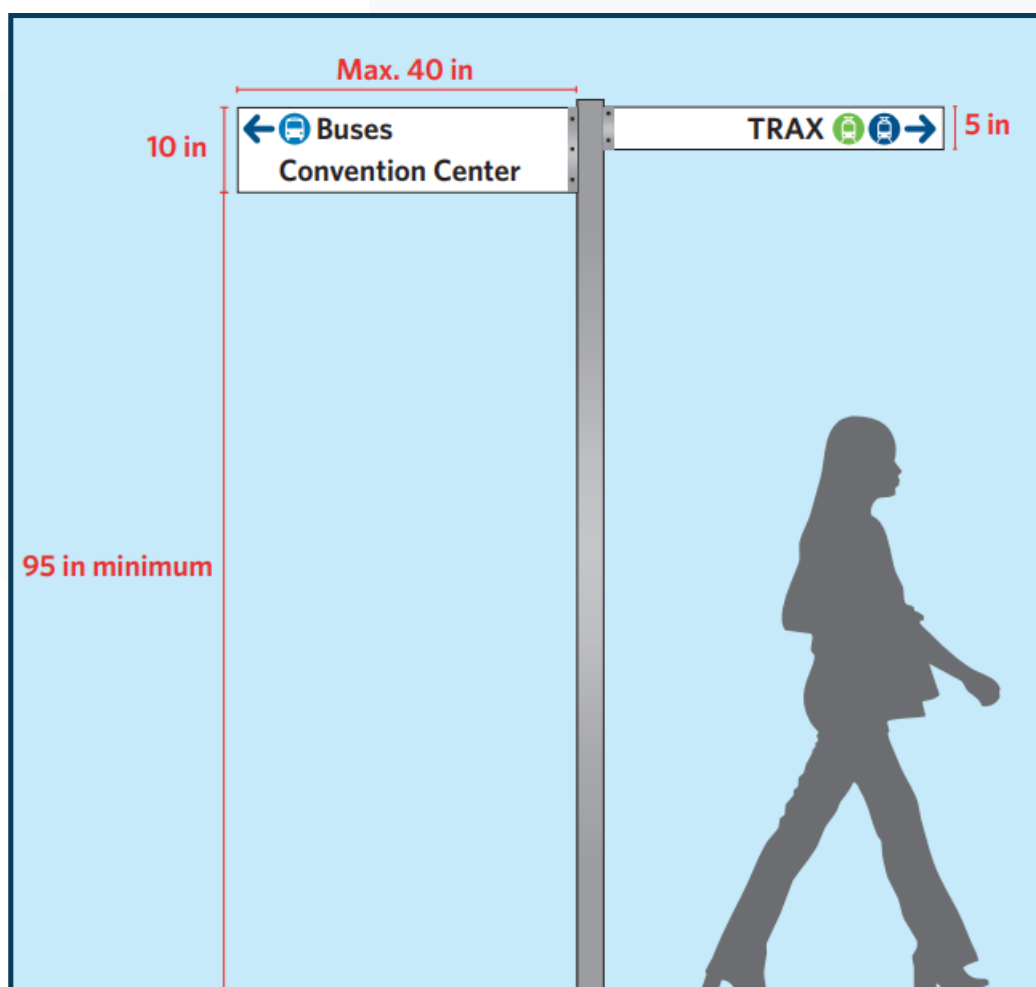 Max. 40 in
10 in
Buses
Convention Center
TRAX
5 in
95 in minimum